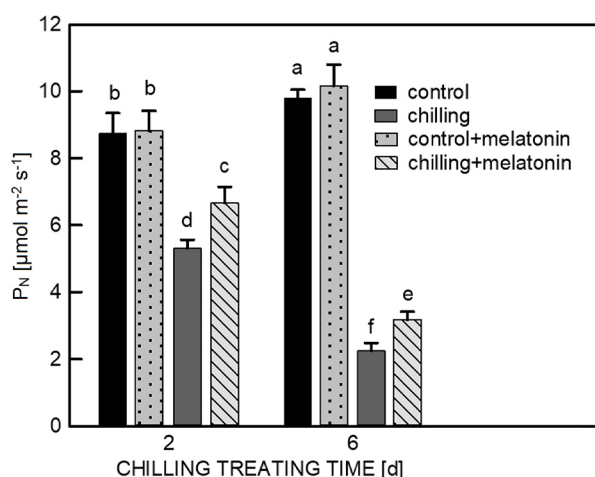 12
10
8
6
4
2
0
P_N [µmol m⁻² s⁻¹]
b b
c
d
a a
e
f
control
chilling
control+melatonin
chilling+melatonin
2 6
CHILLING TREATING TIME [d]